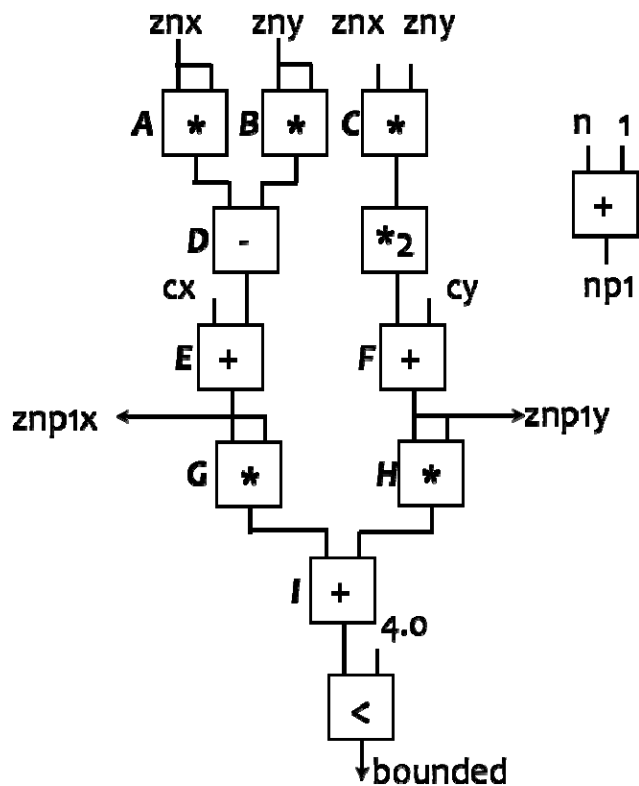 znx zny znx zny
A * B * C *
n 1
+
np1
D - *2
cx cy
E + F +
znp1x znp1y
G * H *
I +
4.0
<
bounded